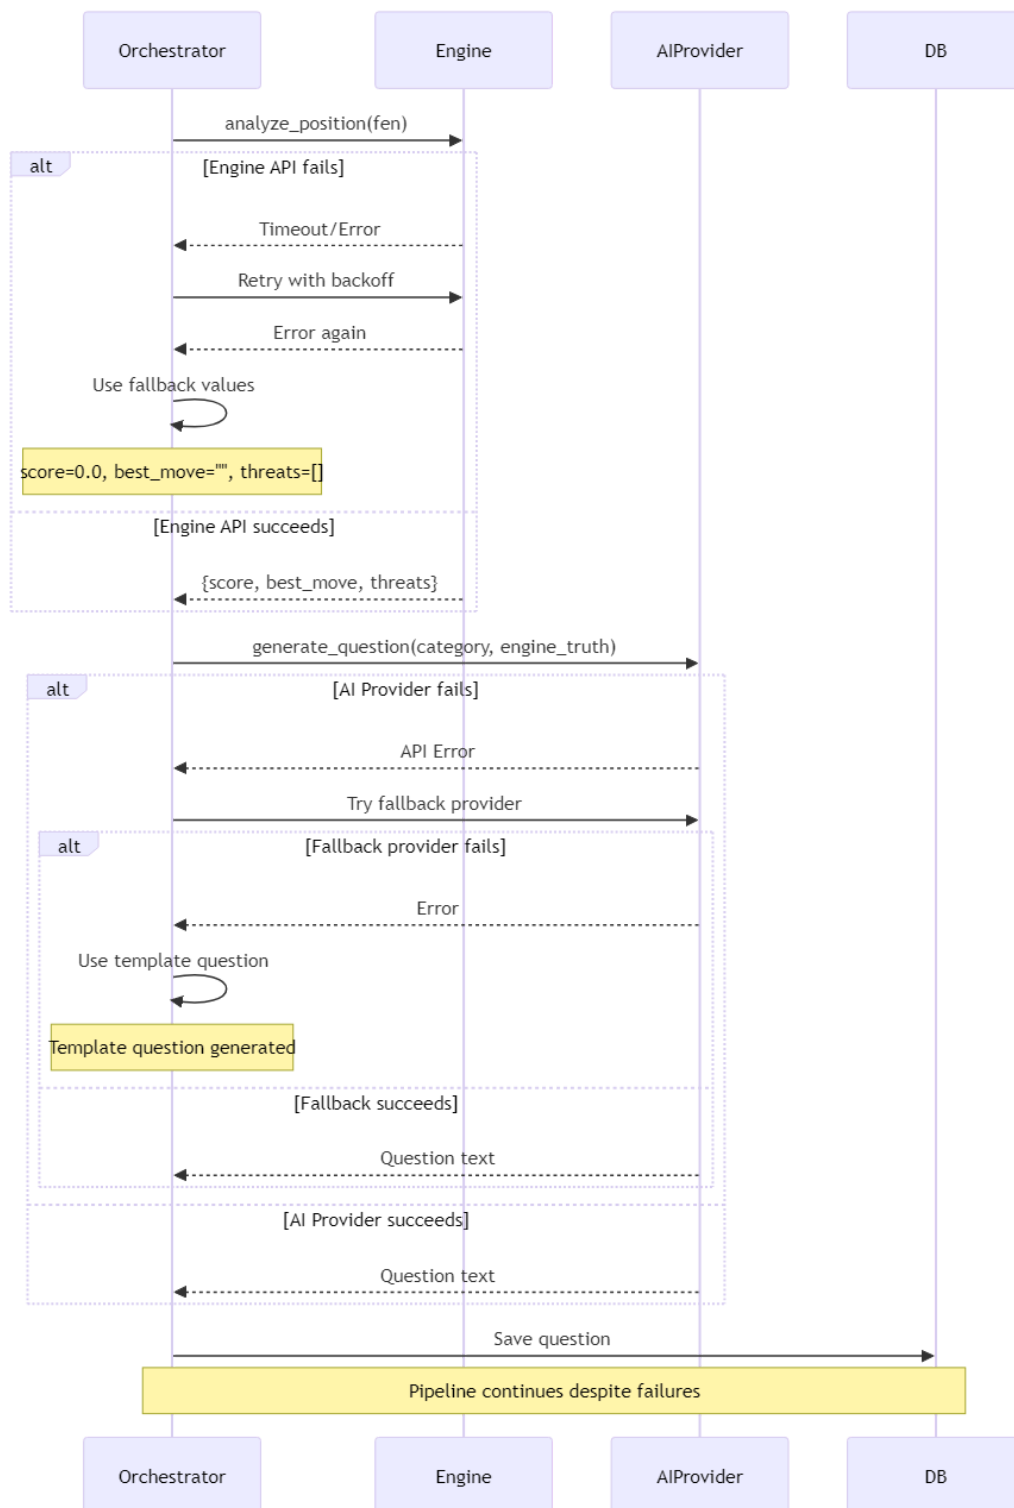 Orchestrator
Engine
AIProvider
DB
analyze_position(fen)
alt
[Engine API fails]
Timeout/Error
Retry with backoff
Error again
Use fallback values
score=0.0, best_move="", threats=[]
[Engine API succeeds]
{score, best_move, threats}
generate_question(category, engine_truth)
alt
[AI Provider fails]
API Error
Try fallback provider
alt
[Fallback provider fails]
Error
Use template question
Template question generated
[Fallback succeeds]
Question text
[AI Provider succeeds]
Question text
Save question
Pipeline continues despite failures
Orchestrator
Engine
AIProvider
DB